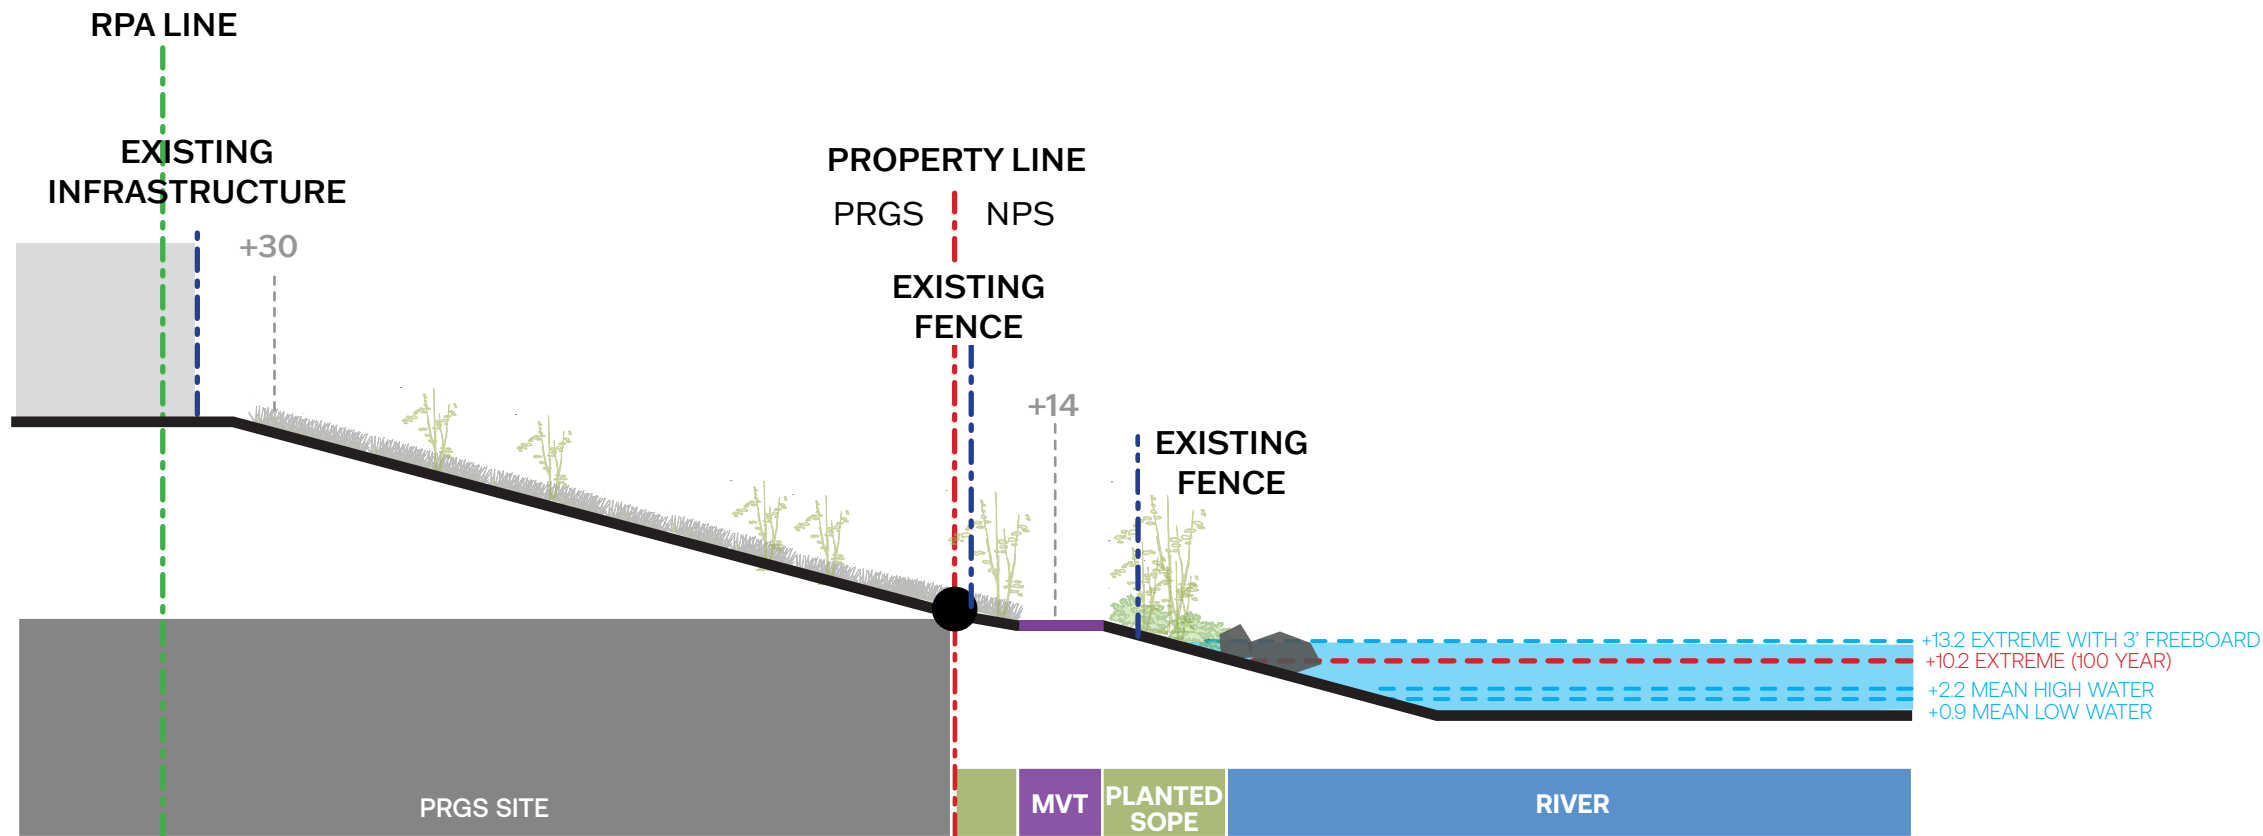 RPA LINE
EXISTING
INFRASTRUCTURE
+30
PROPERTY LINE
PRGS NPS
EXISTING
FENCE
+14
EXISTING
FENCE
+13.2 EXTREME WITH 3' FREEBOARD
+10.2 EXTREME (100 YEAR)
+2.2 MEAN HIGH WATER
+0.9 MEAN LOW WATER
PRGS SITE
MVT
PLANTED
SOPE
RIVER